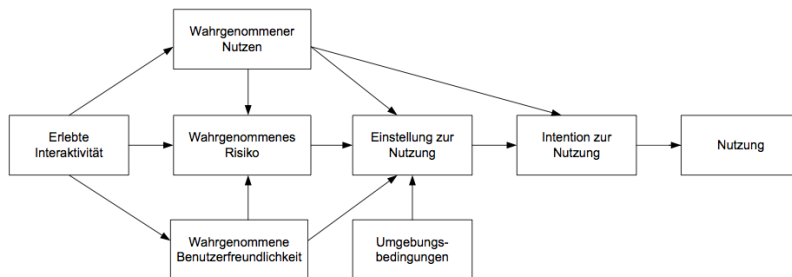 Wahrgenommener
Nutzen
Erlebte
Interaktivität
Wahrgenommenes
Risiko
Einstellung zur
Nutzung
Intention zur
Nutzung
Nutzung
Wahrgenommene
Benutzerfreundlichkeit
Umgebungs-
bedingungen